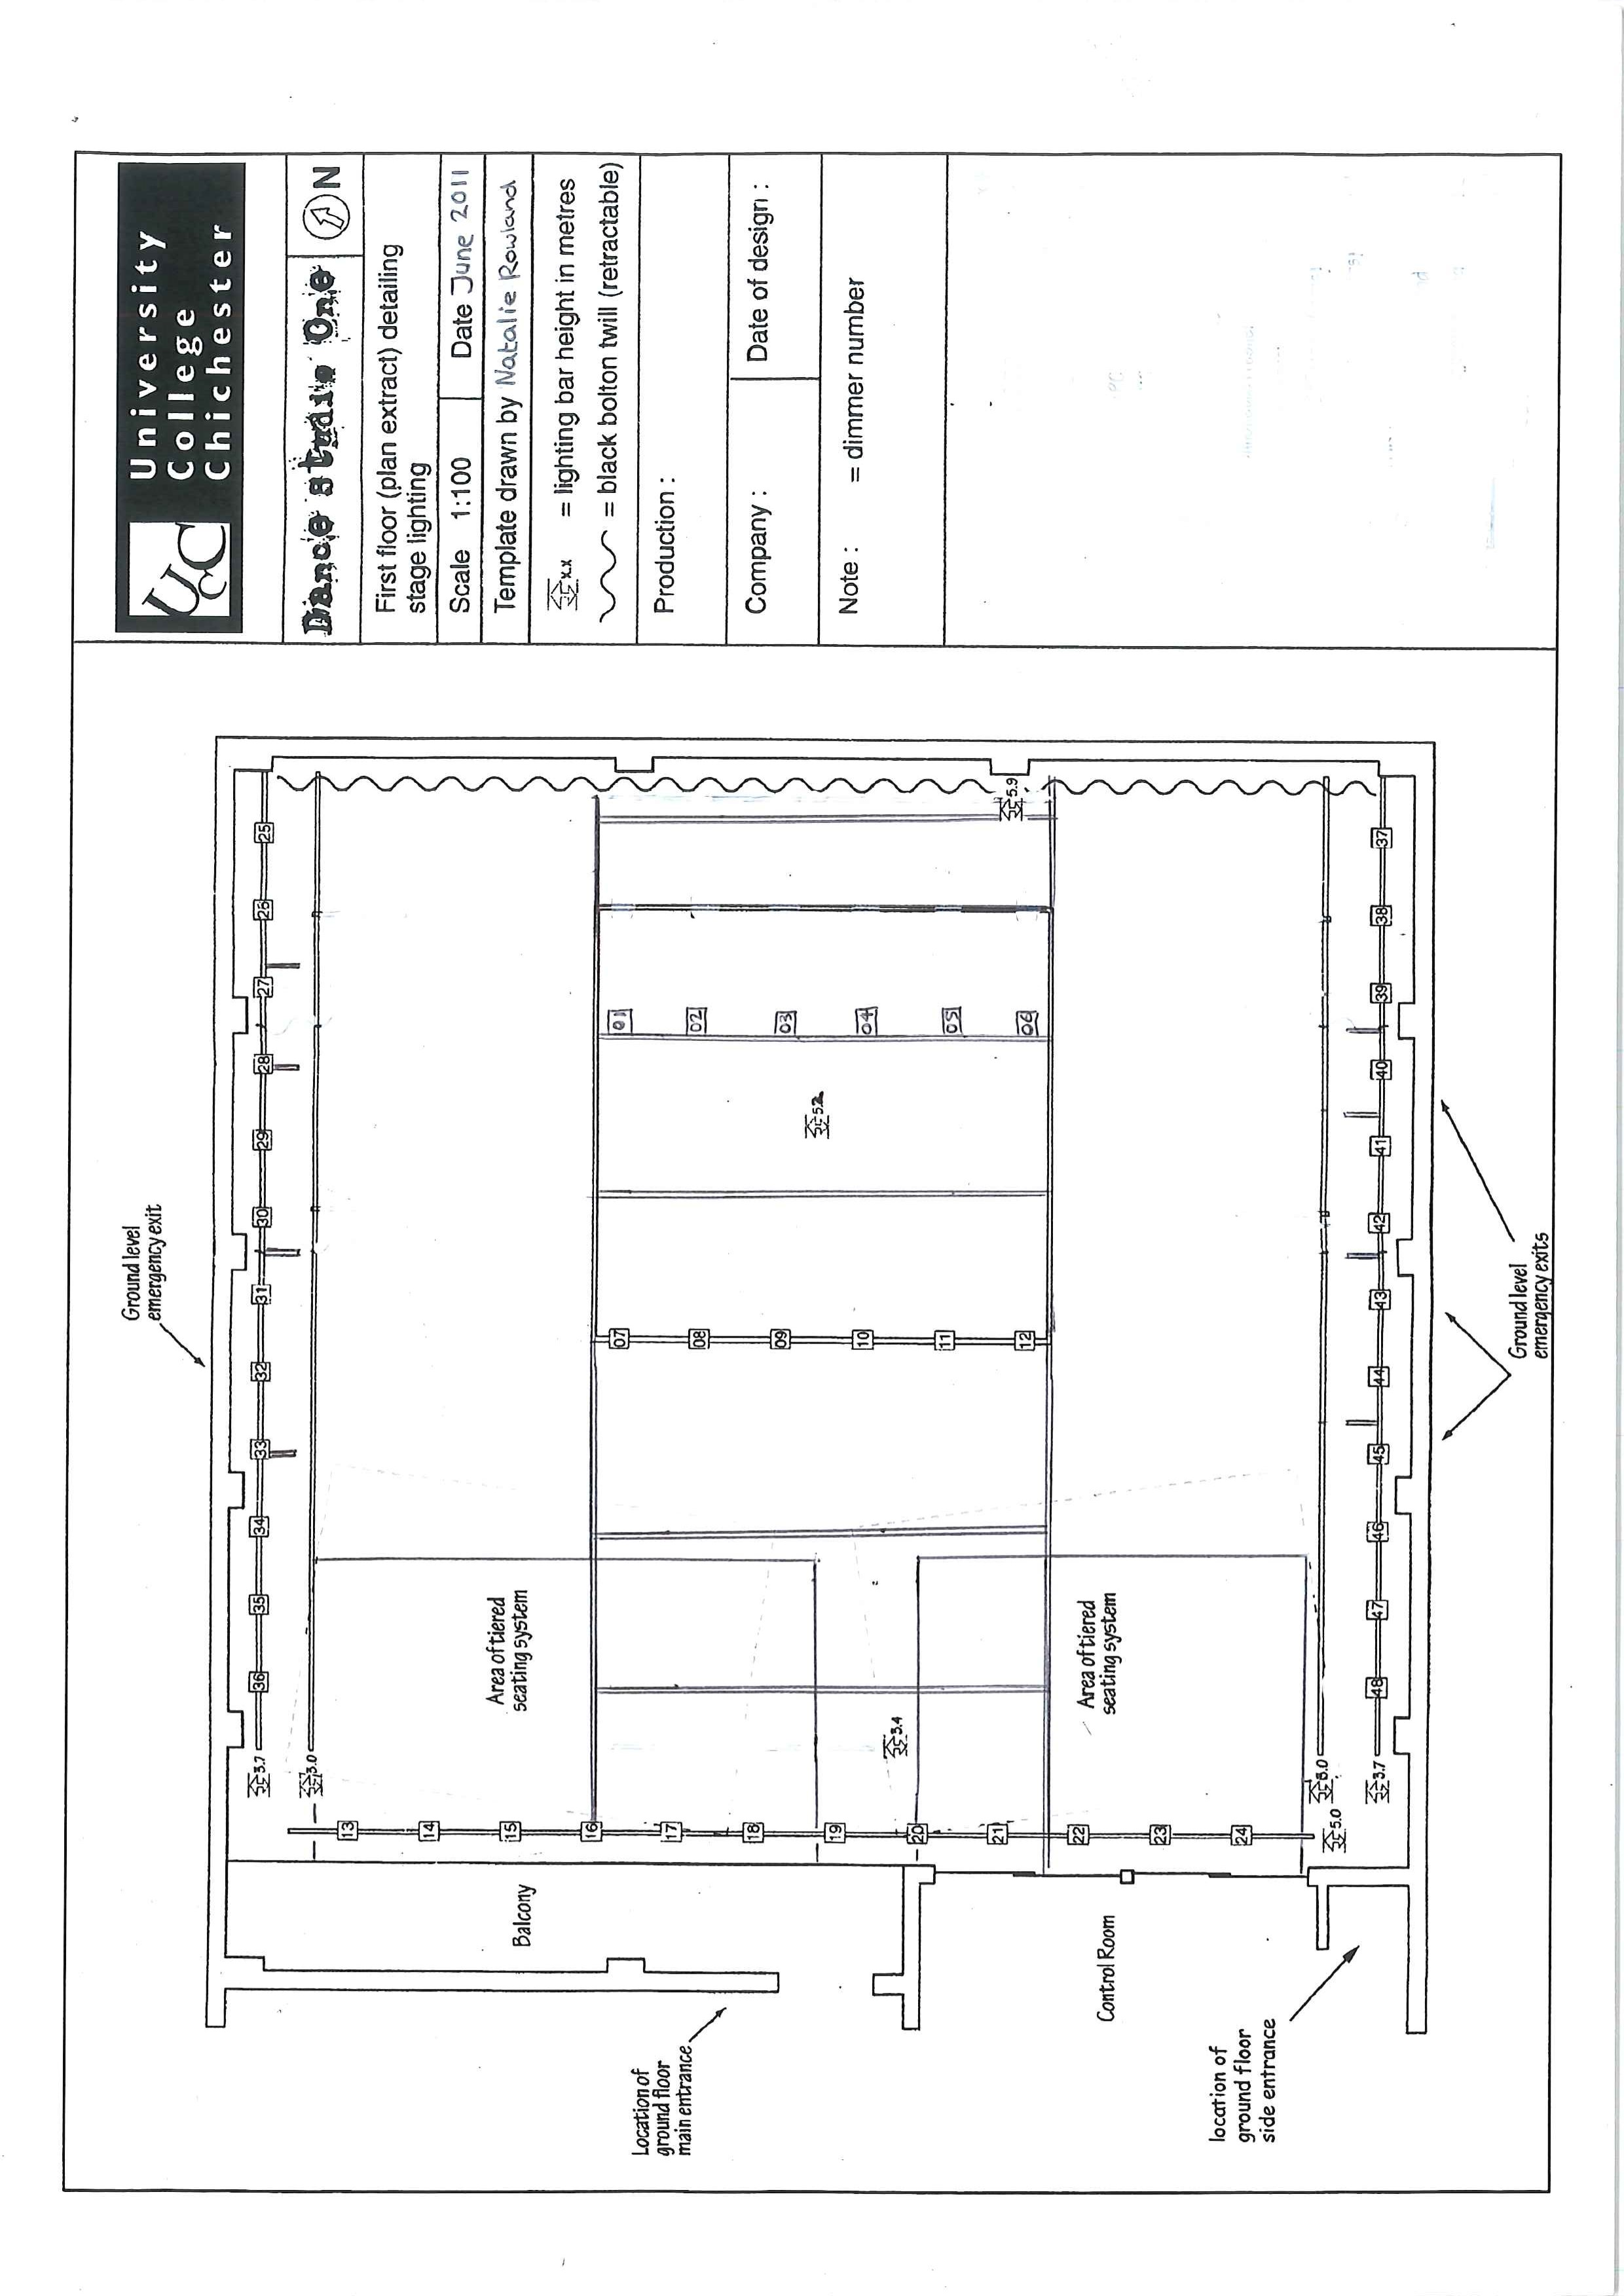 UCC
University
College
Chichester
Dance studio One
N
First floor (plan extract) detailing
stage lighting
Scale 1:100
Date June 2011
Template drawn by Natalie Rowland
x.x = lighting bar height in metres
= black bolton twill (retractable)
Production :
Company :
Date of design :
Note : = dimmer number
Ground level
emergency exit
3.7
36
35
34
33
32
31
30
29
28
27
26
25
3.0
Area of tiered
seating system
07
08
09
10
11
12
01
02
03
04
05
06
5.2
5.9
3.4
Area of tiered
seating system
13
14
15
16
17
18
19
20
21
22
23
24
5.0
3.0
3.7
48
47
46
45
44
43
42
41
40
39
38
37
Balcony
Control Room
Location of
ground floor
main entrance
location of
ground floor
side entrance
Ground level
emergency exits